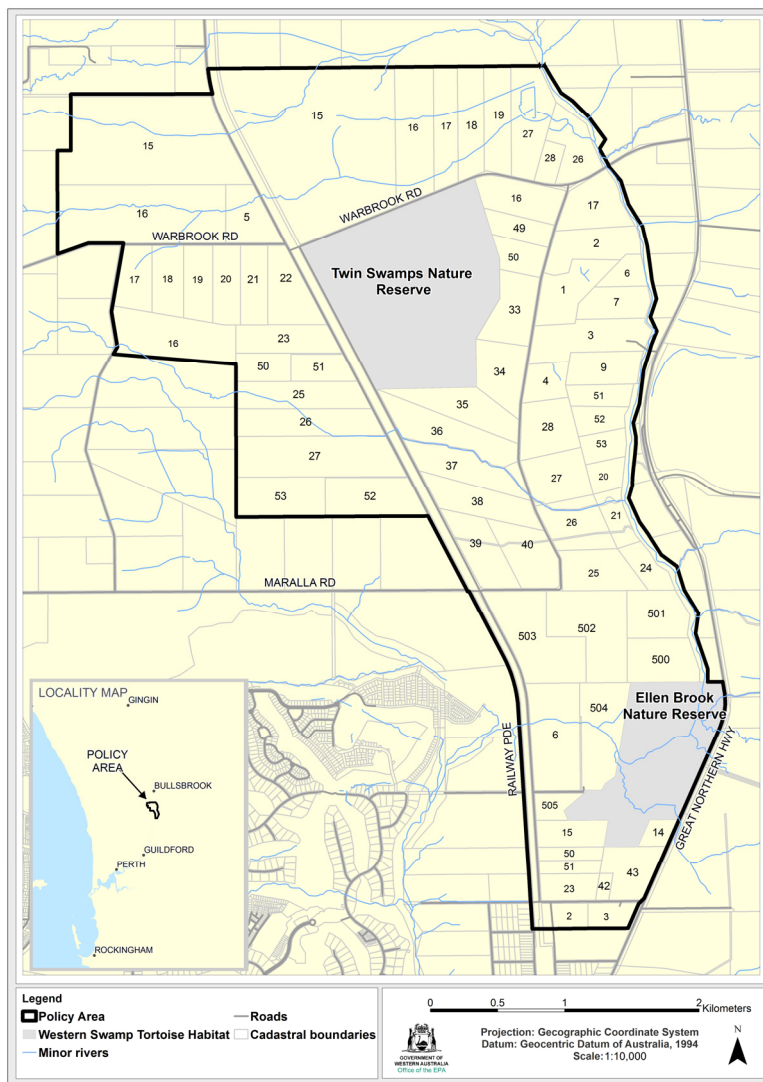 15
15
16
17
18
19
27
28
26
16
5
WARBROOK RD
16
17
WARBROOK RD
49
2
50
Twin Swamps Nature
Reserve
17
18
19
20
21
22
1
6
7
33
3
16
23
50
51
34
4
9
25
35
51
26
36
28
52
53
27
37
27
20
53
52
38
26
21
39
40
25
24
MARALLA RD
503
502
501
500
504
Ellen Brook
Nature Reserve
6
RAILWAY PDE
GREAT NORTHERN HWY
505
15
14
50
51
23
42
43
2
3
LOCALITY MAP
GINGIN
POLICY
AREA
BULLSBROOK
GUILDFORD
PERTH
ROCKINGHAM
Legend
Policy Area
Roads
Western Swamp Tortoise Habitat
Cadastral boundaries
Minor rivers
0 0.5 1 2
Kilometers
GOVERNMENT OF
WESTERN AUSTRALIA
Office of the EPA
Projection: Gecographic Coordinate System
Datum: Geocentric Datum of Australia, 1994
Scale:1:10,000
N